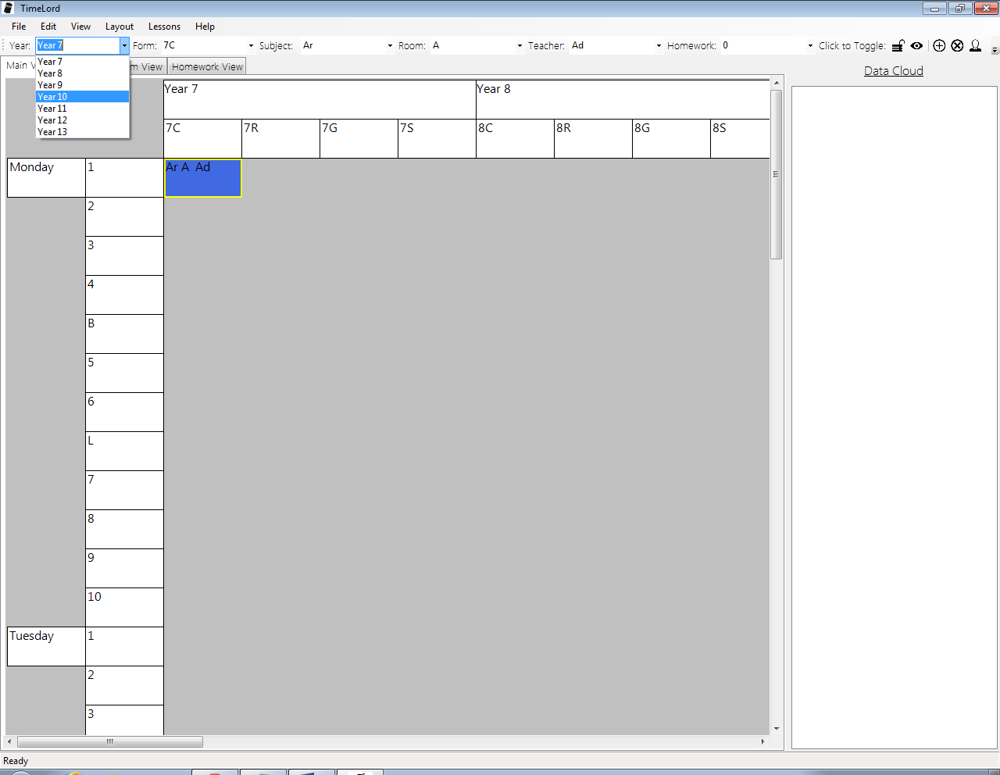 TimeLord
File Edit View Layout Lessons Help
Year: Year 7 Form: 7C Subject: Ar Room: A Teacher: Ad Homework: 0 Click to Toggle:
Year 7
Year 8
Year 9
Year 10
Year 11
Year 12
Year 13
Main V
m View
Homework View
Data Cloud
Year 7 Year 8
7C 7R 7G 7S 8C 8R 8G 8S
Monday 1 Ar A Ad
2
3
4
B
5
6
L
7
8
9
10
Tuesday 1
2
3
Ready